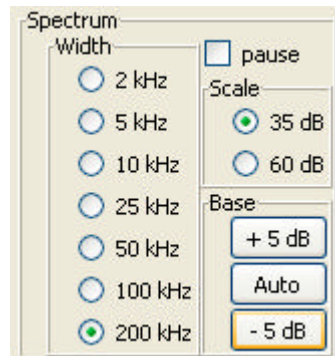 Spectrum
Width
2 kHz
5 kHz
10 kHz
25 kHz
50 kHz
100 kHz
200 kHz
pause
Scale
35 dB
60 dB
Base
+ 5 dB
Auto
- 5 dB